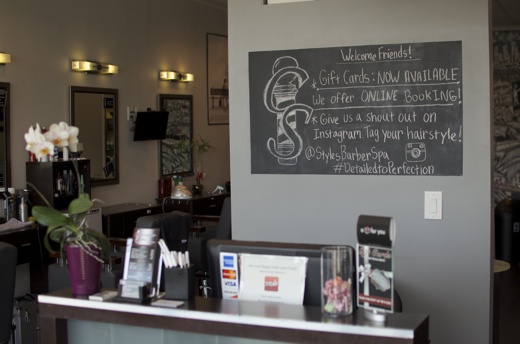 Welcome Friends!
* Gift Cards: NOW AVAILABLE
We offer ONLINE BOOKING!
* Give us a shout out on
Instagram Tag your hairstyle!
@StylesBarberSpa
#DetailedtoPerfection
for you
VISA